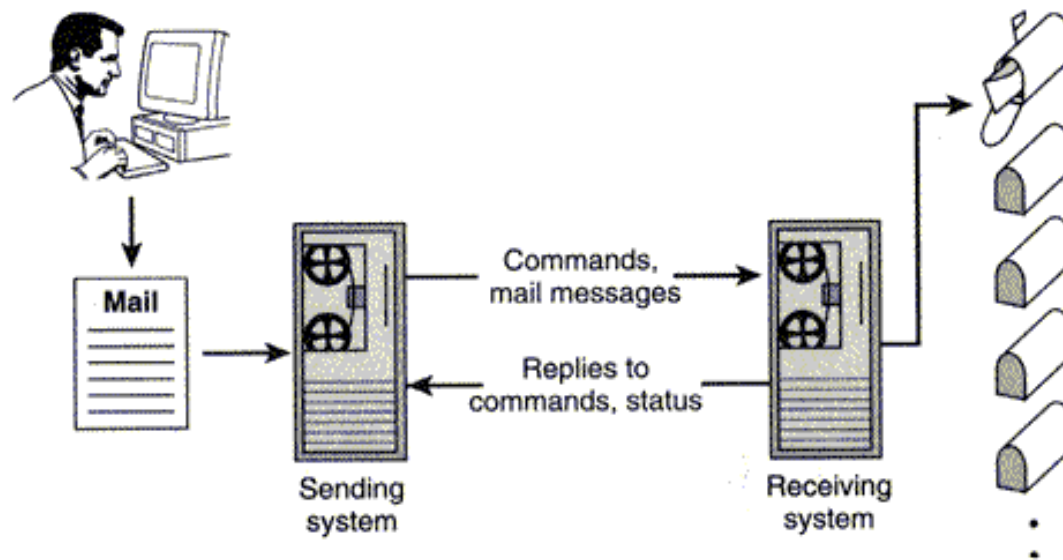 Mail
Commands,
mail messages
Replies to
commands, status
Sending
system
Receiving
system